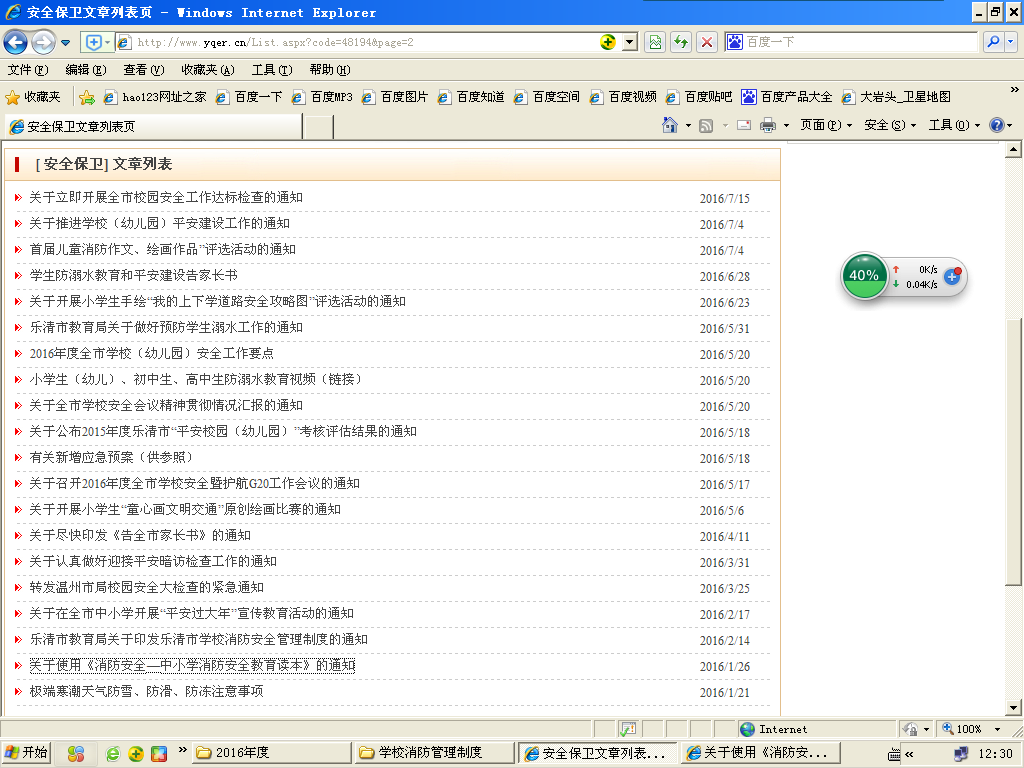 安全保卫文章列表页 - Windows Internet Explorer
http://www.yqer.cn/List.aspx?code=48194&page=2
百度一下
文件(F) 编辑(E) 查看(V) 收藏夹(A) 工具(T) 帮助(H)
收藏夹 hao123网址之家 百度一下 百度MP3 百度图片 百度知道 百度空间 百度视频 百度贴吧 百度产品大全 大岩头_卫星地图 »
安全保卫文章列表页 页面(P) 安全(S) 工具(O)
[ 安全保卫] 文章列表
关于立即开展全市校园安全工作达标检查的通知 2016/7/15
关于推进学校（幼儿园）平安建设工作的通知 2016/7/4
首届儿童消防作文、绘画作品”评选活动的通知 2016/7/4
学生防溺水教育和平安建设告家长书 2016/6/28
关于开展小学生手绘“我的上下学道路安全攻略图”评选活动的通知 2016/6/23
乐清市教育局关于做好预防学生溺水工作的通知 2016/5/31
2016年度全市学校（幼儿园）安全工作要点 2016/5/20
小学生（幼儿）、初中生、高中生防溺水教育视频（链接） 2016/5/20
关于全市学校安全会议精神贯彻情况汇报的通知 2016/5/20
关于公布2015年度乐清市“平安校园（幼儿园）”考核评估结果的通知 2016/5/18
有关新增应急预案（供参照） 2016/5/18
关于召开2016年度全市学校安全暨护航G20工作会议的通知 2016/5/17
关于开展小学生“童心画文明交通”原创绘画比赛的通知 2016/5/6
关于尽快印发《告全市家长书》的通知 2016/4/11
关于认真做好迎接平安暗访检查工作的通知 2016/3/31
转发温州市局校园安全大检查的紧急通知 2016/3/25
关于在全市中小学开展“平安过大年”宣传教育活动的通知 2016/2/17
乐清市教育局关于印发乐清市学校消防安全管理制度的通知 2016/2/14
关于使用《消防安全—中小学消防安全教育读本》的通知 2016/1/26
极端寒潮天气防雪、防滑、防冻注意事项 2016/1/21
40% 0K/s
0.04K/s
Internet 100%
开始 » 2016年度 学校消防管理制度 安全保卫文章列表... 关于使用《消防安... « 12:30